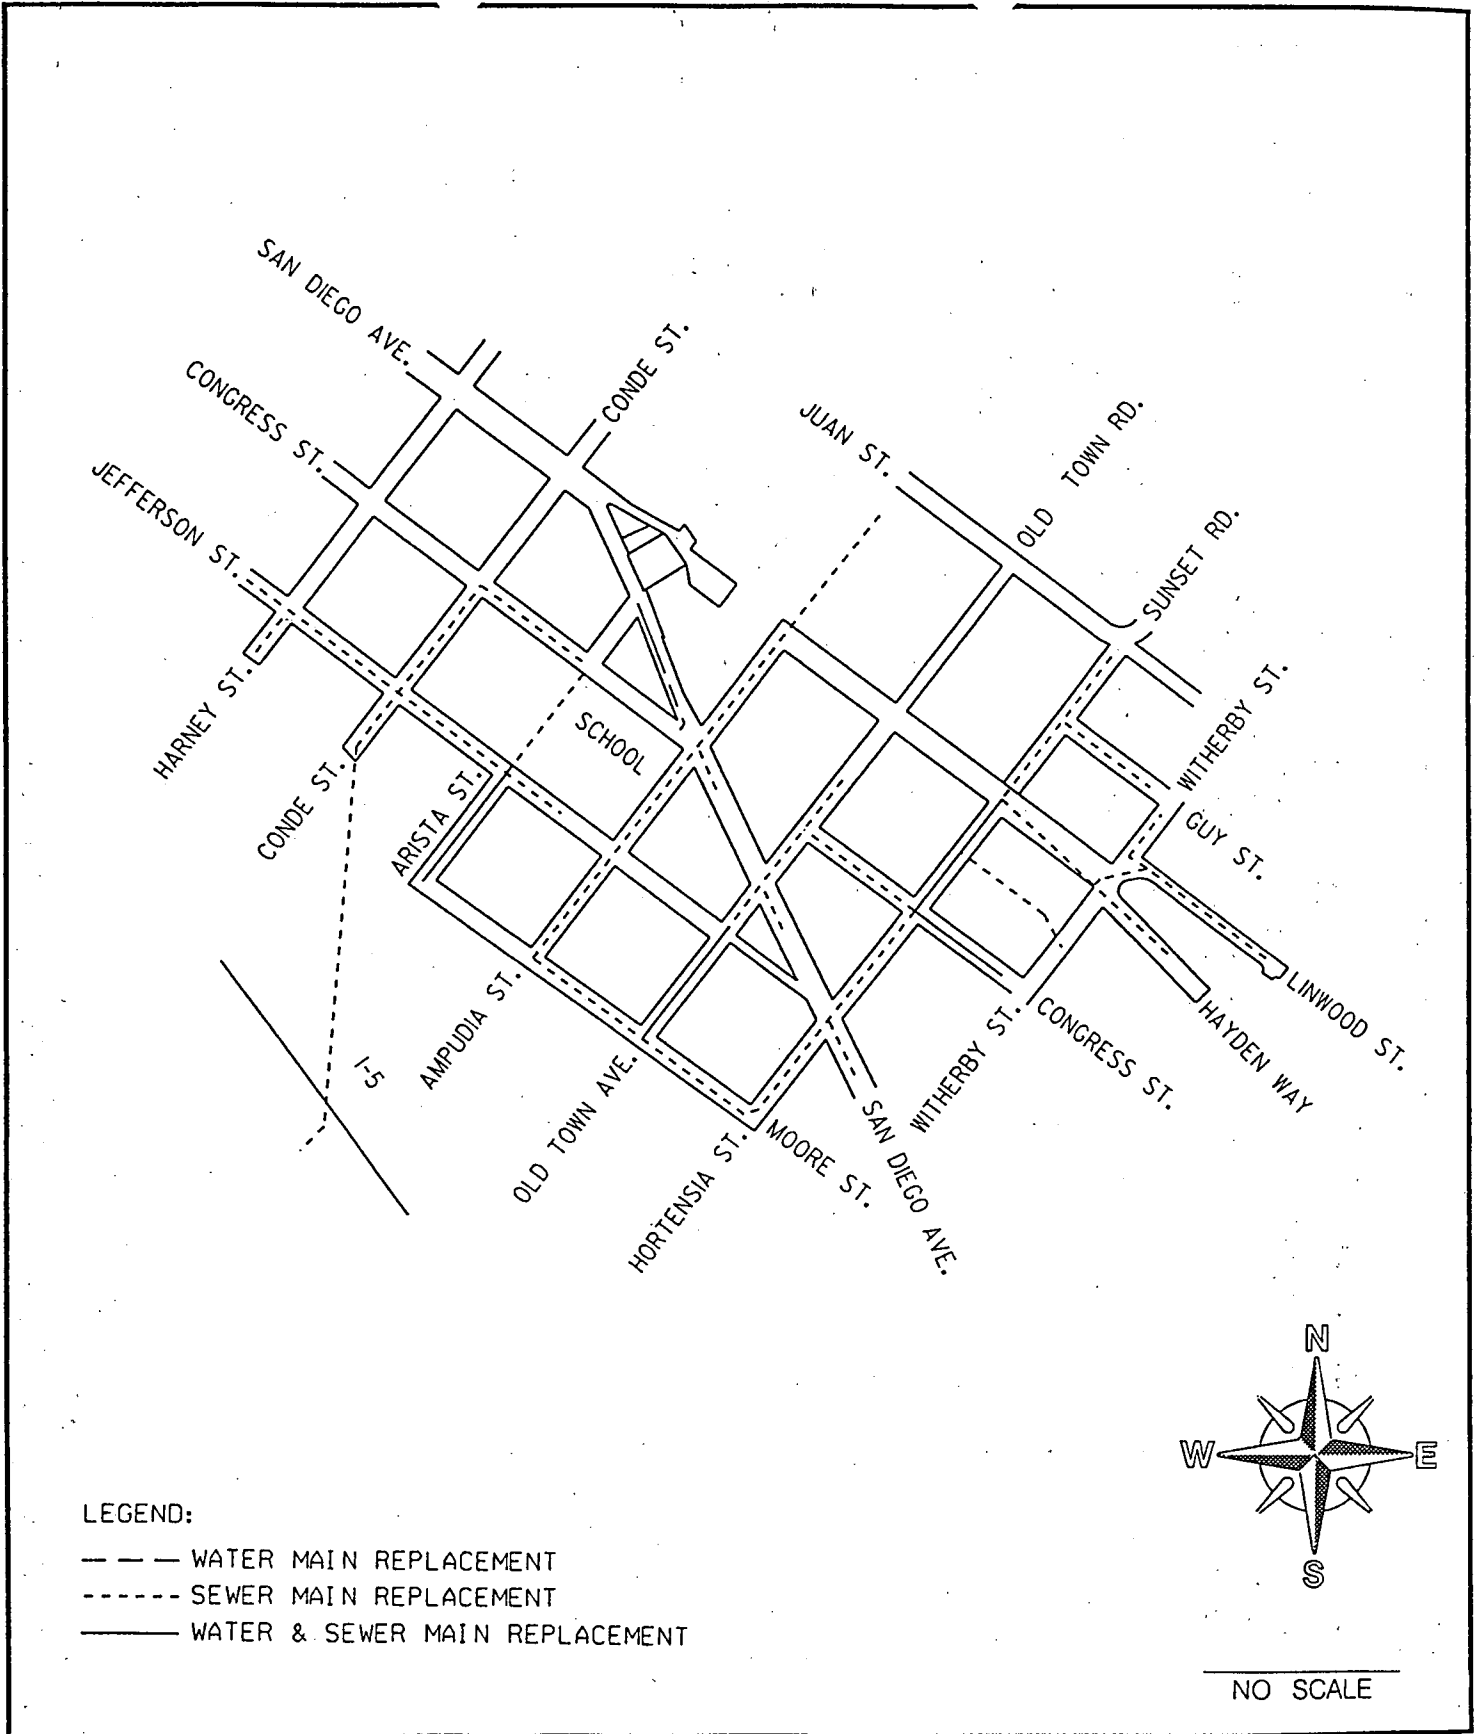 SAN DIEGO AVE.
CONGRESS ST.
JEFFERSON ST.
CONDE ST.
JUAN ST.
OLD TOWN RD.
SUNSET RD.
WITHERBY ST.
GUY ST.
LINWOOD ST.
HAYDEN WAY
CONGRESS ST.
WITHERBY ST.
SAN DIEGO AVE.
MOORE ST.
HORTENSIA ST.
OLD TOWN AVE.
AMPUDIA ST.
ARISTA ST.
CONDE ST.
HARNEY ST.
SCHOOL
I-5
N
W
E
S
LEGEND:
WATER MAIN REPLACEMENT
SEWER MAIN REPLACEMENT
WATER & SEWER MAIN REPLACEMENT
NO SCALE